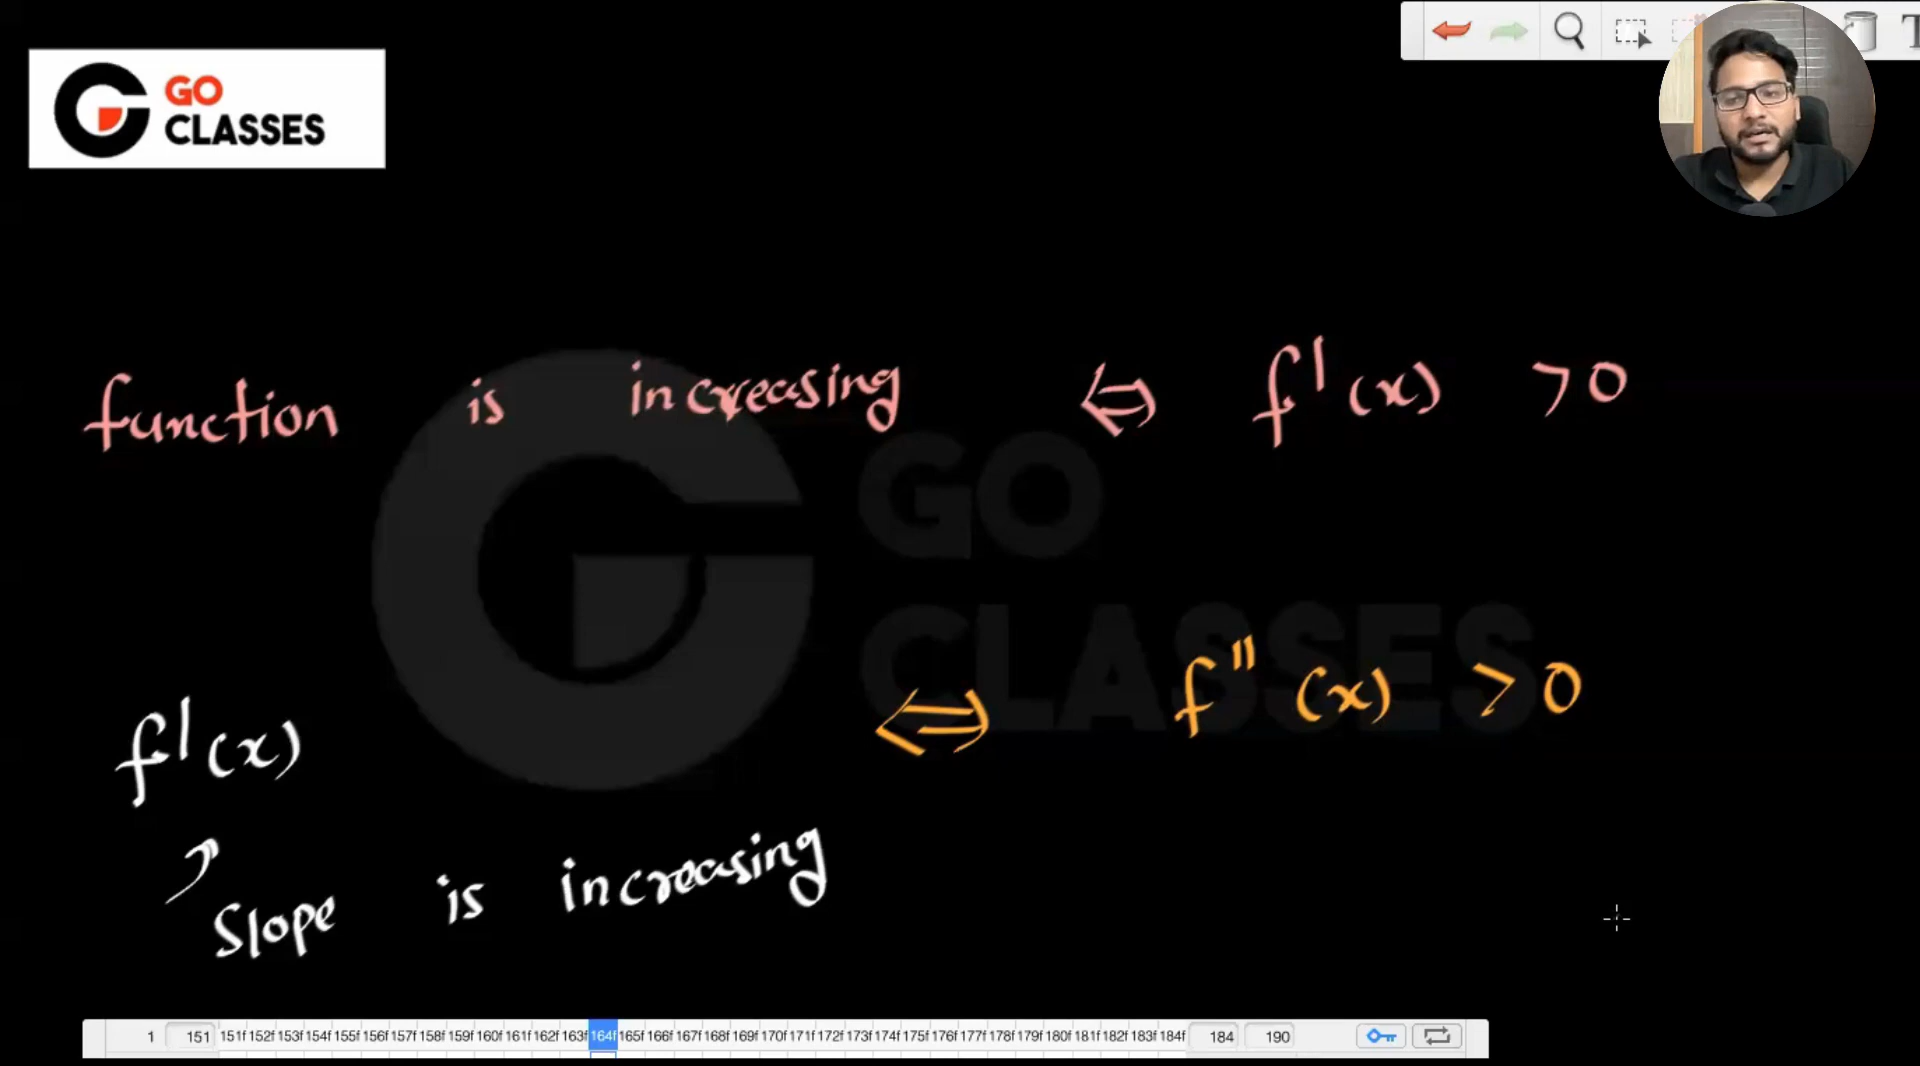 GO
CLASSES
T
function is increasing ⇔ f'(x) >0
GO
CLASSES
f'(x) ⇔ f''(x) >0
Slope is increasing
1 151 151f 152f 153f 154f 155f 156f 157f 158f 159f 160f 161f 162f 163f 164f 165f 166f 167f 168f 169f 170f 171f 172f 173f 174f 175f 176f 177f 178f 179f 180f 181f 182f 183f 184f 184 190